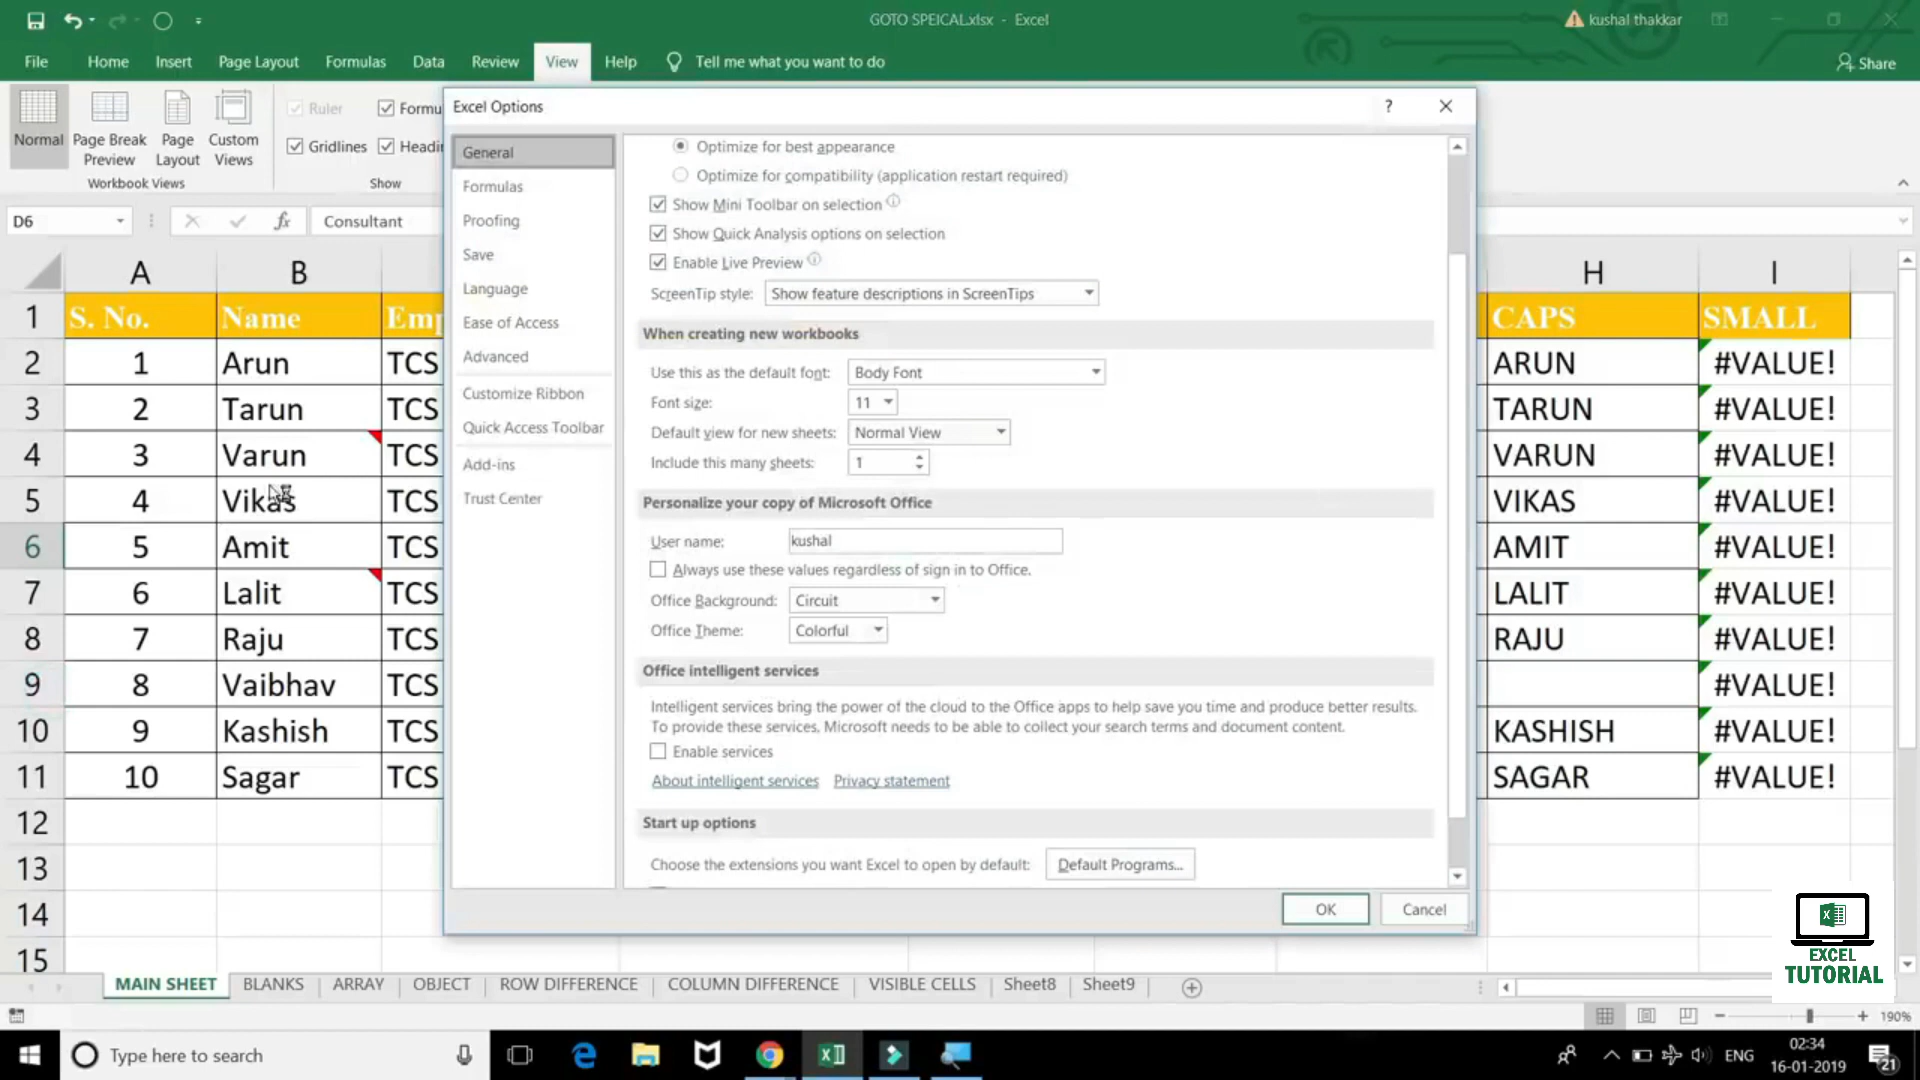 GOTO SPEICAL.xlsx - Excel
kushal thakkar
File Home Insert Page Layout Formulas Data Review View Help Tell me what you want to do
Share
Normal
Page Break Preview
Page Layout
Custom Views
Workbook Views
Ruler
Formu
Gridlines
Headin
Show
D6
fx
Consultant
Excel Options
?
General
Formulas
Proofing
Save
Language
Ease of Access
Advanced
Customize Ribbon
Quick Access Toolbar
Add-ins
Trust Center
Optimize for best appearance
Optimize for compatibility (application restart required)
Show Mini Toolbar on selection
Show Quick Analysis options on selection
Enable Live Preview
ScreenTip style: Show feature descriptions in ScreenTips
When creating new workbooks
Use this as the default font: Body Font
Font size: 11
Default view for new sheets: Normal View
Include this many sheets: 1
Personalize your copy of Microsoft Office
User name: kushal
Always use these values regardless of sign in to Office.
Office Background: Circuit
Office Theme: Colorful
Office intelligent services
Intelligent services bring the power of the cloud to the Office apps to help save you time and produce better results.
To provide these services, Microsoft needs to be able to collect your search terms and document content.
Enable services
About intelligent services Privacy statement
Start up options
Choose the extensions you want Excel to open by default: Default Programs...
OK Cancel
A B H I
1 S. No. Name Emp CAPS SMALL
2 1 Arun TCS ARUN #VALUE!
3 2 Tarun TCS TARUN #VALUE!
4 3 Varun TCS VARUN #VALUE!
5 4 Vikas TCS VIKAS #VALUE!
6 5 Amit TCS AMIT #VALUE!
7 6 Lalit TCS LALIT #VALUE!
8 7 Raju TCS RAJU #VALUE!
9 8 Vaibhav TCS #VALUE!
10 9 Kashish TCS KASHISH #VALUE!
11 10 Sagar TCS SAGAR #VALUE!
12
13
14
15
EXCEL
TUTORIAL
MAIN SHEET BLANKS ARRAY OBJECT ROW DIFFERENCE COLUMN DIFFERENCE VISIBLE CELLS Sheet8 Sheet9
190%
Type here to search
ENG
02:34
16-01-2019
21